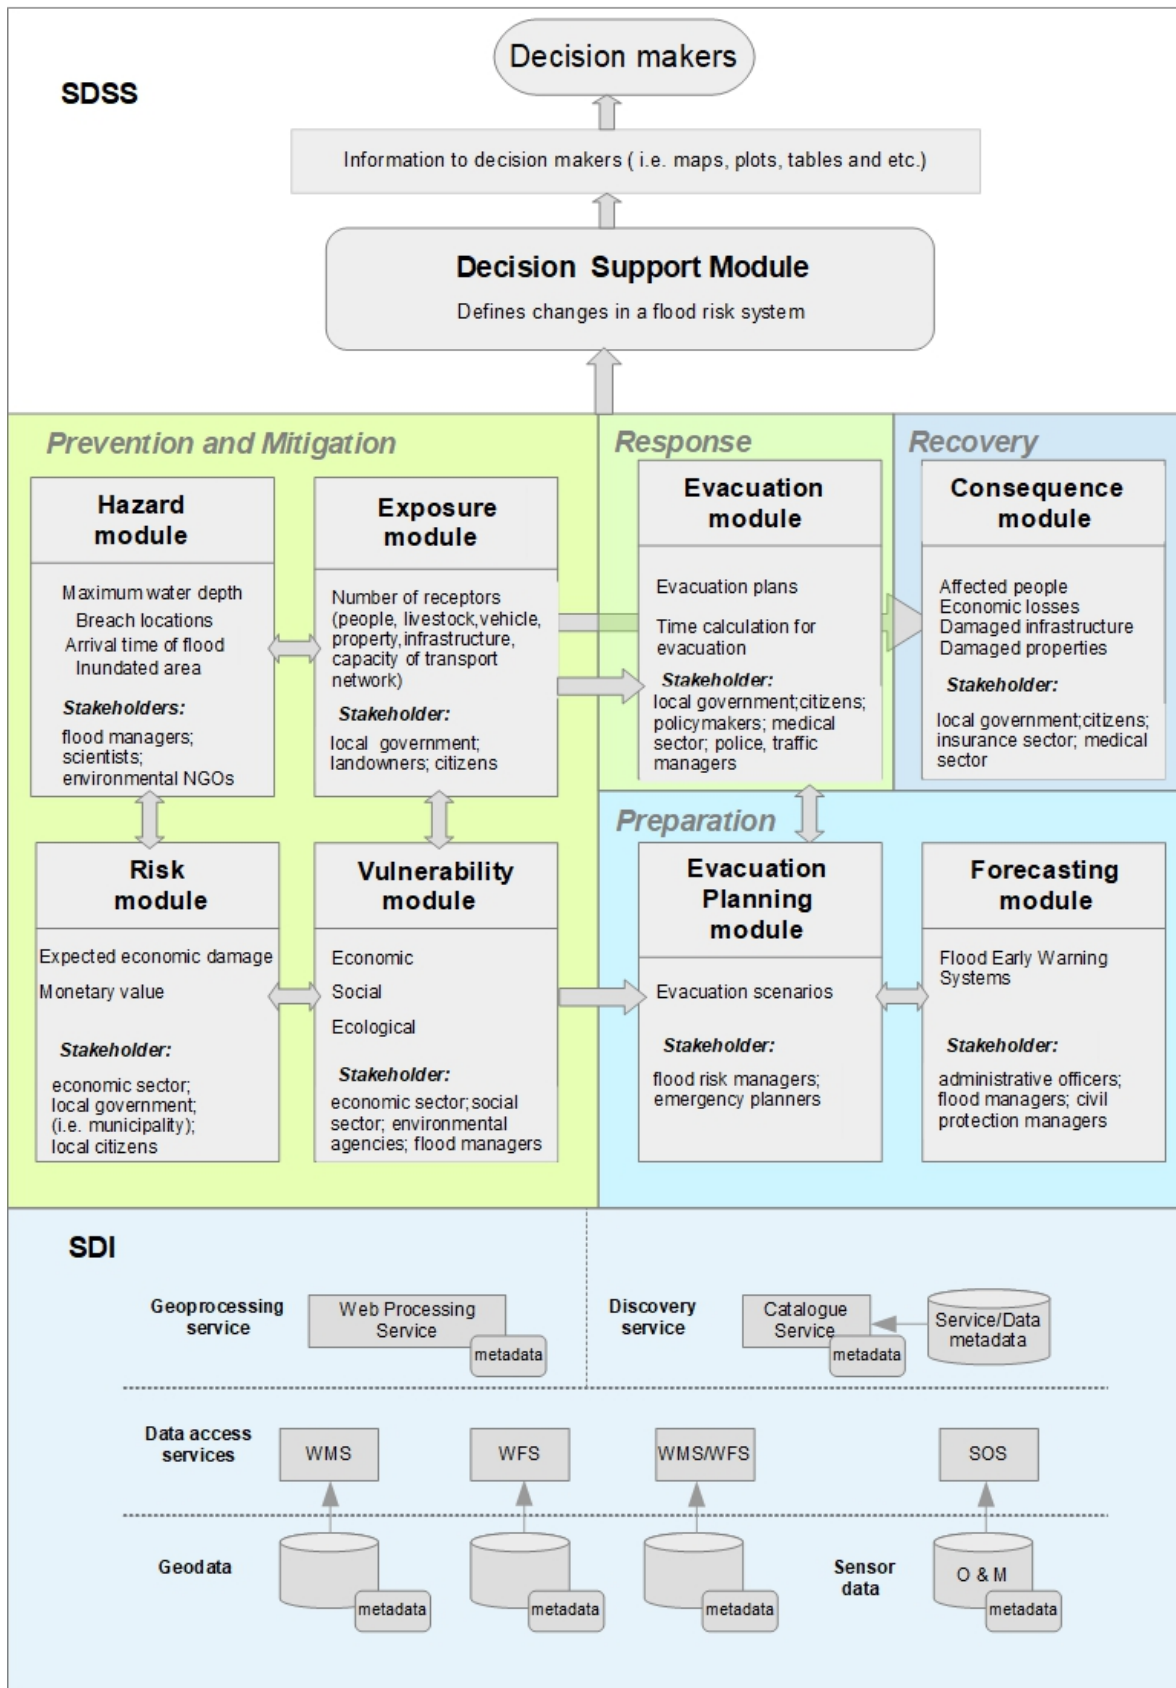 Decision makers
SDSS
Information to decision makers ( i.e. maps, plots, tables and etc.)
Decision Support Module
Defines changes in a flood risk system
Prevention and Mitigation
Hazard
module
Maximum water depth
Breach locations
Arrival time of flood
Inundated area
Stakeholders:
flood managers;
scientists;
environmental NGOs
Exposure
module
Number of receptors
(people, livestock,vehicle,
property,infrastructure,
capacity of transport
network)
Stakeholder:
local government;
landowners; citizens
Risk
module
Expected economic damage
Monetary value
Stakeholder:
economic sector;
local government;
(i.e. municipality);
local citizens
Vulnerability
module
Economic
Social
Ecological
Stakeholder:
economic sector;social
sector; environmental
agencies; flood managers
Response
Evacuation
module
Evacuation plans
Time calculation for
evacuation
Stakeholder:
local government;citizens;
policymakers; medical
sector; police, traffic
managers
Recovery
Consequence
module
Affected people
Economic losses
Damaged infrastructure
Damaged properties
Stakeholder:
local government;citizens;
insurance sector; medical
sector
Preparation
Evacuation
Planning
module
Evacuation scenarios
Stakeholder:
flood risk managers;
emergency planners
Forecasting
module
Flood Early Warning
Systems
Stakeholder:
administrative officers;
flood managers; civil
protection managers
SDI
Geoprocessing
service
Web Processing
Service
metadata
Discovery
service
Catalogue
Service
metadata
Service/Data
metadata
Data access
services
WMS
WFS
WMS/WFS
SOS
Geodata
metadata
metadata
metadata
Sensor
data
O & M
metadata